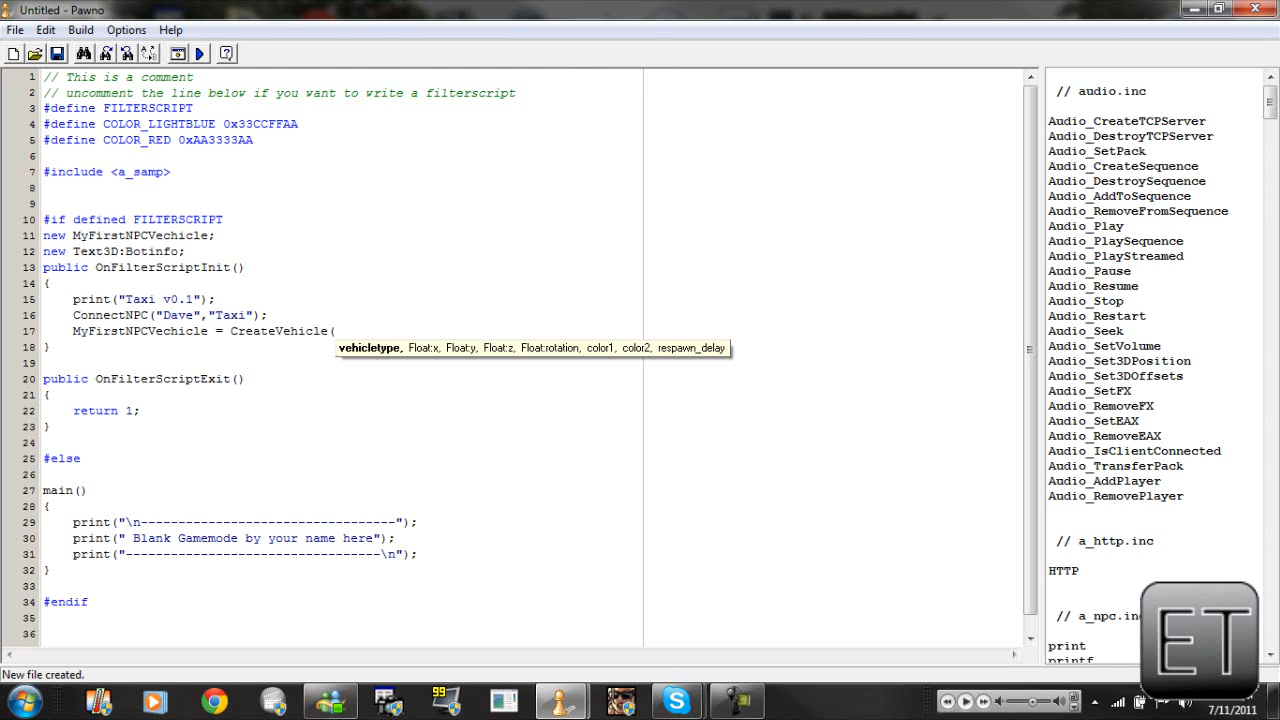 Untitled - Pawno
File Edit Build Options Help
1 // This is a comment
2 // uncomment the line below if you want to write a filterscript
3 #define FILTERSCRIPT
4 #define COLOR_LIGHTBLUE 0x33CCFFAA
5 #define COLOR_RED 0xAA3333AA
6
7 #include <a_samp>
8
9
10 #if defined FILTERSCRIPT
11 new MyFirstNPCVechicle;
12 new Text3D:Botinfo;
13 public OnFilterScriptInit()
14 {
15 print("Taxi v0.1");
16 ConnectNPC("Dave","Taxi");
17 MyFirstNPCVechicle = CreateVehicle(
vehicletype, Float:x, Float:y, Float:z, Float:rotation, color1, color2, respawn_delay
18 }
19
20 public OnFilterScriptExit()
21 {
22 return 1;
23 }
24
25 #else
26
27 main()
28 {
29 print("\n----------------------------------");
30 print(" Blank Gamemode by your name here");
31 print("----------------------------------\n");
32 }
33
34 #endif
35
36
// audio.inc
Audio_CreateTCPServer
Audio_DestroyTCPServer
Audio_SetPack
Audio_CreateSequence
Audio_DestroySequence
Audio_AddToSequence
Audio_RemoveFromSequence
Audio_Play
Audio_PlaySequence
Audio_PlayStreamed
Audio_Pause
Audio_Resume
Audio_Stop
Audio_Restart
Audio_Seek
Audio_SetVolume
Audio_Set3DPosition
Audio_Set3DOffsets
Audio_SetFX
Audio_RemoveFX
Audio_SetEAX
Audio_RemoveEAX
Audio_IsClientConnected
Audio_TransferPack
Audio_AddPlayer
Audio_RemovePlayer
// a_http.inc
HTTP
// a_npc.inc
print
printf
ET
New file created.
99
7/11/2011